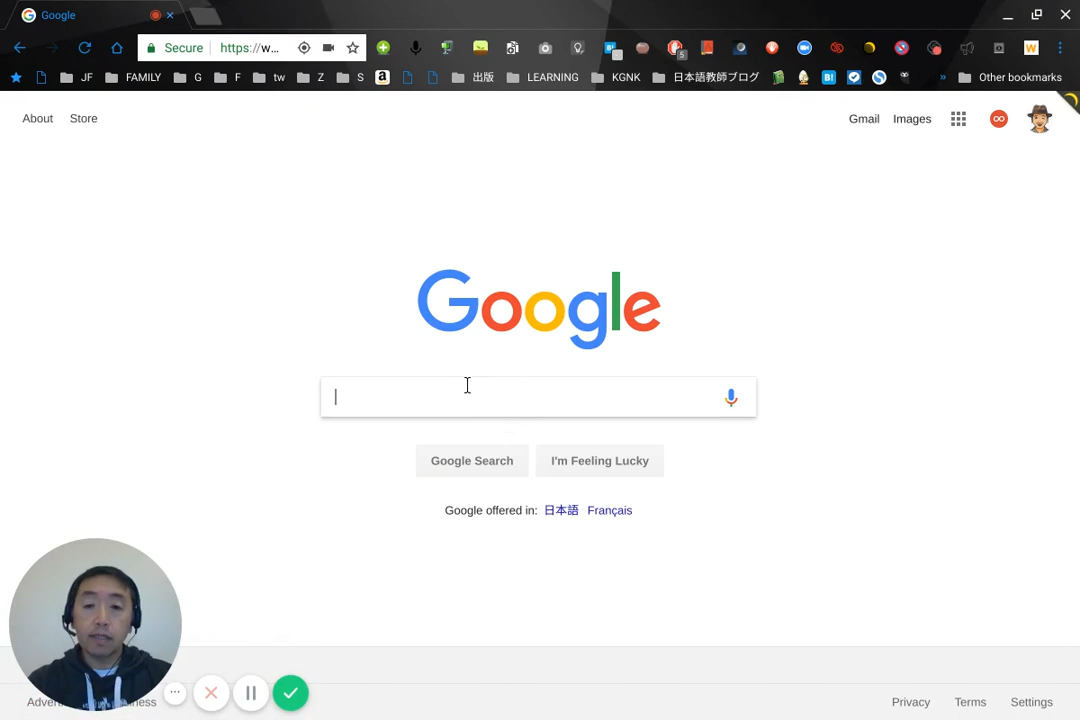 Google
Secure https://w...
JF FAMILY G F tw Z S 出版 LEARNING KGNK 日本語教師ブログ B! Other bookmarks
About Store Gmail Images
Google
Google Search I'm Feeling Lucky
Google offered in: 日本語 Français
Privacy Terms Settings